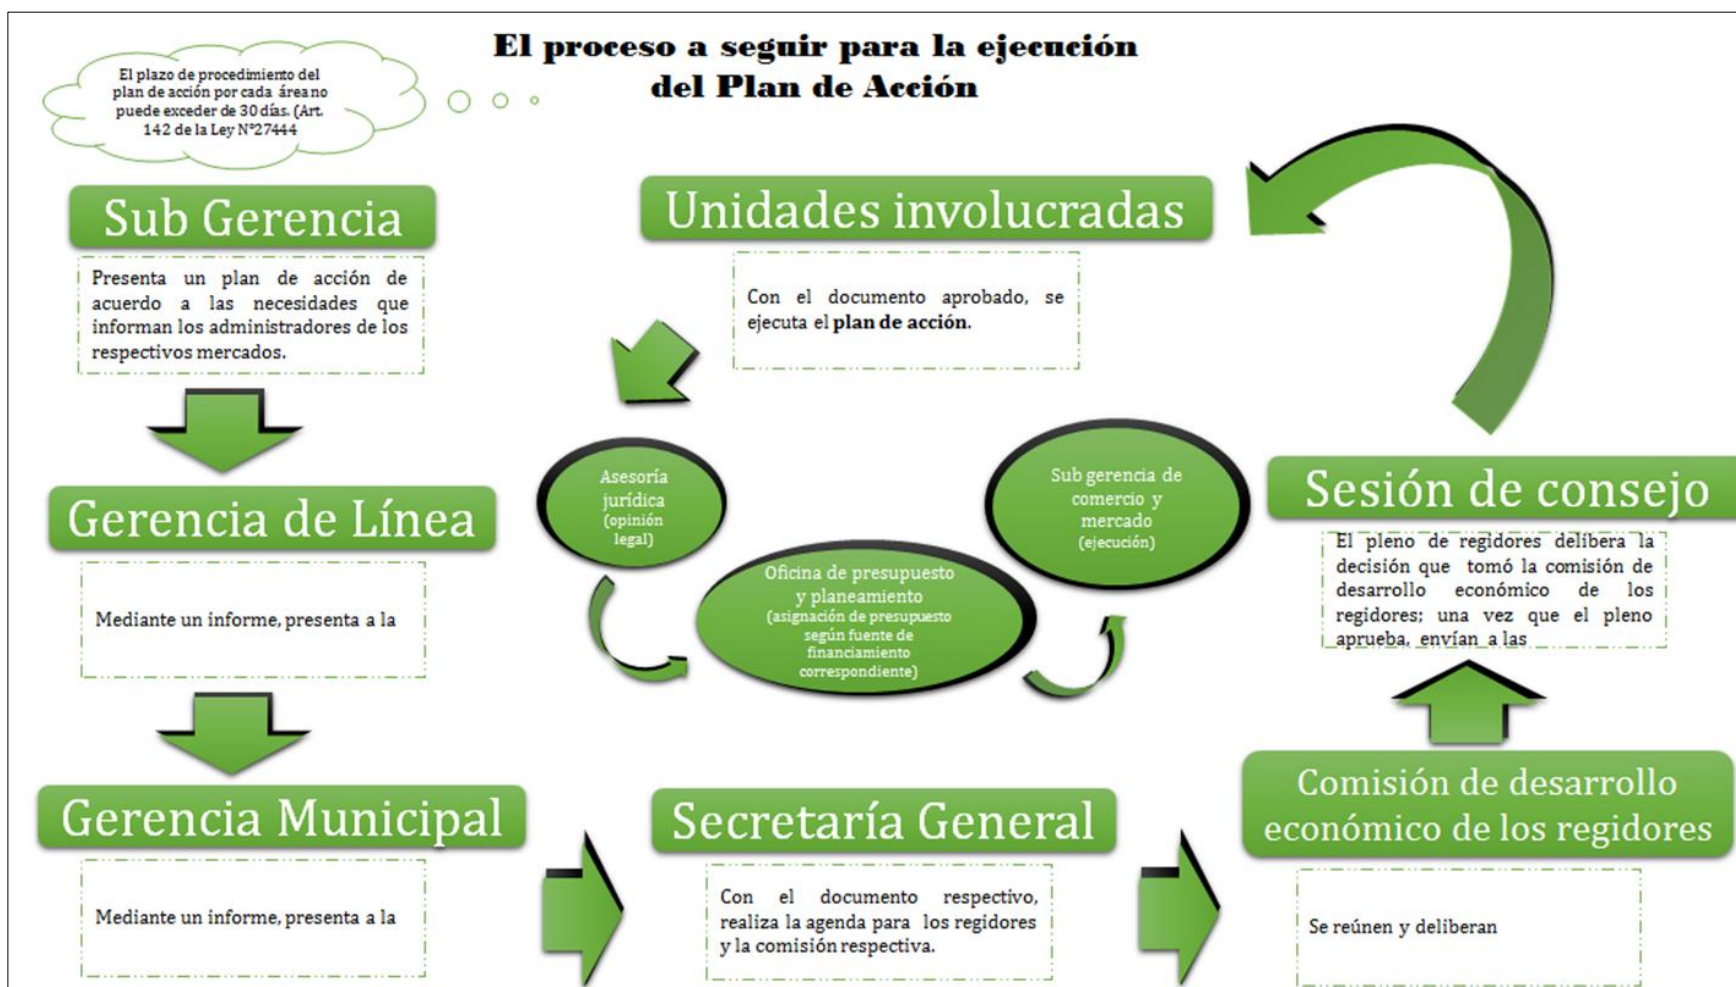 El proceso a seguir para la ejecución
del Plan de Acción
El plazo de procedimiento del
plan de acción por cada área no
puede exceder de 30 días. (Art.
142 de la Ley N°27444
Sub Gerencia
Presenta un plan de acción de
acuerdo a las necesidades que
informan los administradores de los
respectivos mercados.
Gerencia de Línea
Mediante un informe, presenta a la
Gerencia Municipal
Mediante un informe, presenta a la
Secretaría General
Con el documento respectivo,
realiza la agenda para los regidores
y la comisión respectiva.
Comisión de desarrollo
económico de los regidores
Se reúnen y deliberan
Sesión de consejo
El pleno de regidores delibera la
decisión que tomó la comisión de
desarrollo económico de los
regidores; una vez que el pleno
aprueba, envían a las
Unidades involucradas
Con el documento aprobado, se
ejecuta el plan de acción.
Asesoría
jurídica
(opinión
legal)
Oficina de presupuesto
y planeamiento
(asignación de presupuesto
según fuente de
financiamiento
correspondiente)
Sub gerencia de
comercio y
mercado
(ejecución)